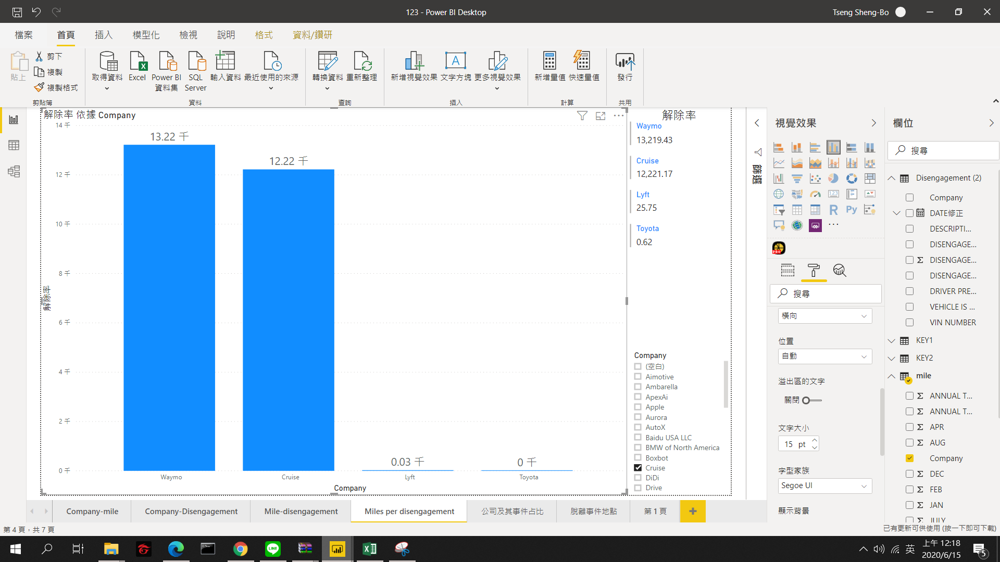 123 - Power BI Desktop
Tseng Sheng-Bo
檔案 首頁 插入 模型化 檢視 說明 格式 資料/鑽研
貼上
剪下
複製
複製格式
剪貼簿
取得資料
Excel
Power BI 資料集
SQL Server
輸入資料
最近使用的來源
資料
轉換資料
重新整理
查詢
新增視覺效果
文字方塊
更多視覺效果
插入
新增量值
快速量值
計算
發行
共用
解除率 依據 Company
14 千
12 千
10 千
8 千
6 千
4 千
2 千
0 千
解除率
13.22 千
12.22 千
0.03 千
0 千
Waymo
Cruise
Lyft
Toyota
Company
解除率
Waymo
13,219.43
Cruise
12,221.17
Lyft
25.75
Toyota
0.62
Company
(空白)
Aimotive
Ambarella
ApexAi
Apple
Aurora
AutoX
Baidu USA LLC
BMW of North America
Boxbot
Cruise
DiDi
Drive
篩選
視覺效果
123
R
Py
PRO
搜尋
橫向
位置
自動
溢出區的文字
關閉
文字大小
15 pt
字型家族
Segoe UI
顯示背景
欄位
搜尋
Disengagement (2)
Company
DATE修正
DESCRIPTI...
DISENGAGE...
DISENGAGE...
DISENGAGE...
DRIVER PRE...
VEHICLE IS ...
VIN NUMBER
KEY1
KEY2
mile
ANNUAL T...
ANNUAL T...
APR
AUG
Company
DEC
FEB
JAN
JULY
Company-mile
Company-Disengagement
Mile-disengagement
Miles per disengagement
公司及其事件占比
脫離事件地點
第 1 頁
第 4 頁，共 7 頁
已有更新可供使用 (按一下即可下載)
LINE
英
上午 12:18
2020/6/15
5